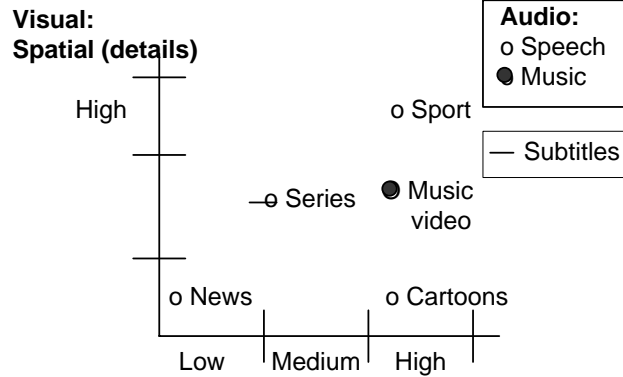 Visual:
Spatial (details)
Audio:
o Speech
Music
High
o Sport
— Subtitles
o Series
Music
video
o News
o Cartoons
Low
Medium
High